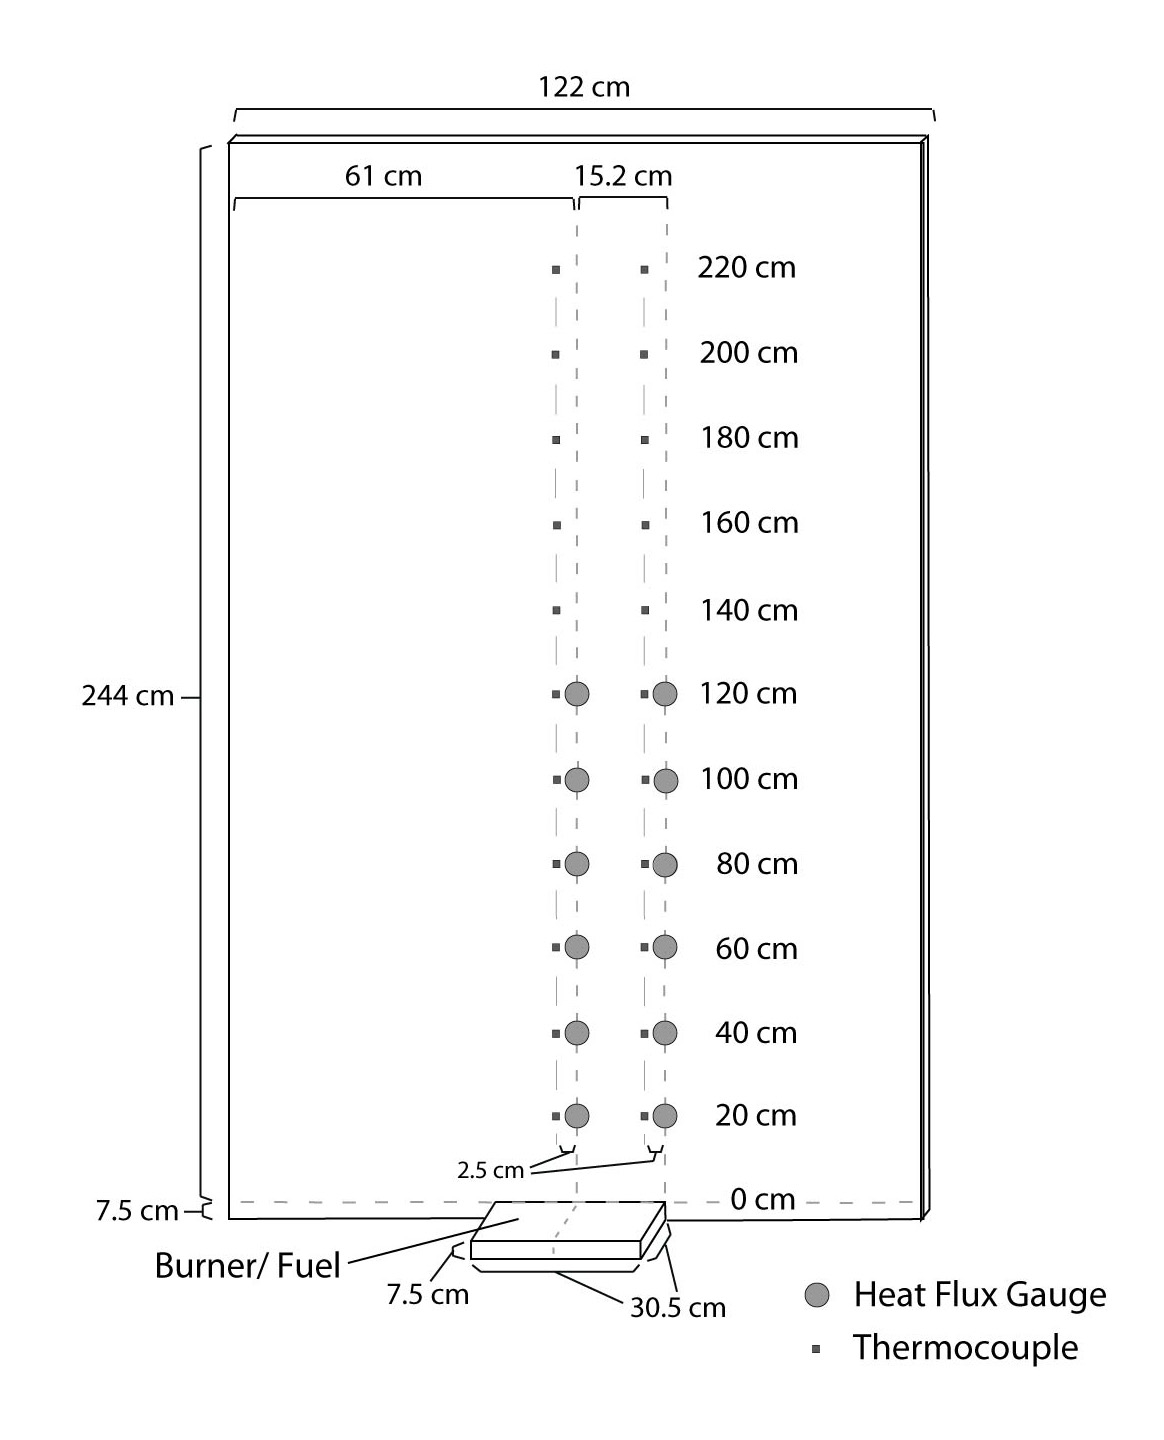 122 cm
61 cm
15.2 cm
220 cm
200 cm
180 cm
160 cm
140 cm
244 cm
120 cm
100 cm
80 cm
60 cm
40 cm
20 cm
2.5 cm
0 cm
7.5 cm
Burner/ Fuel
7.5 cm
30.5 cm
Heat Flux Gauge
Thermocouple